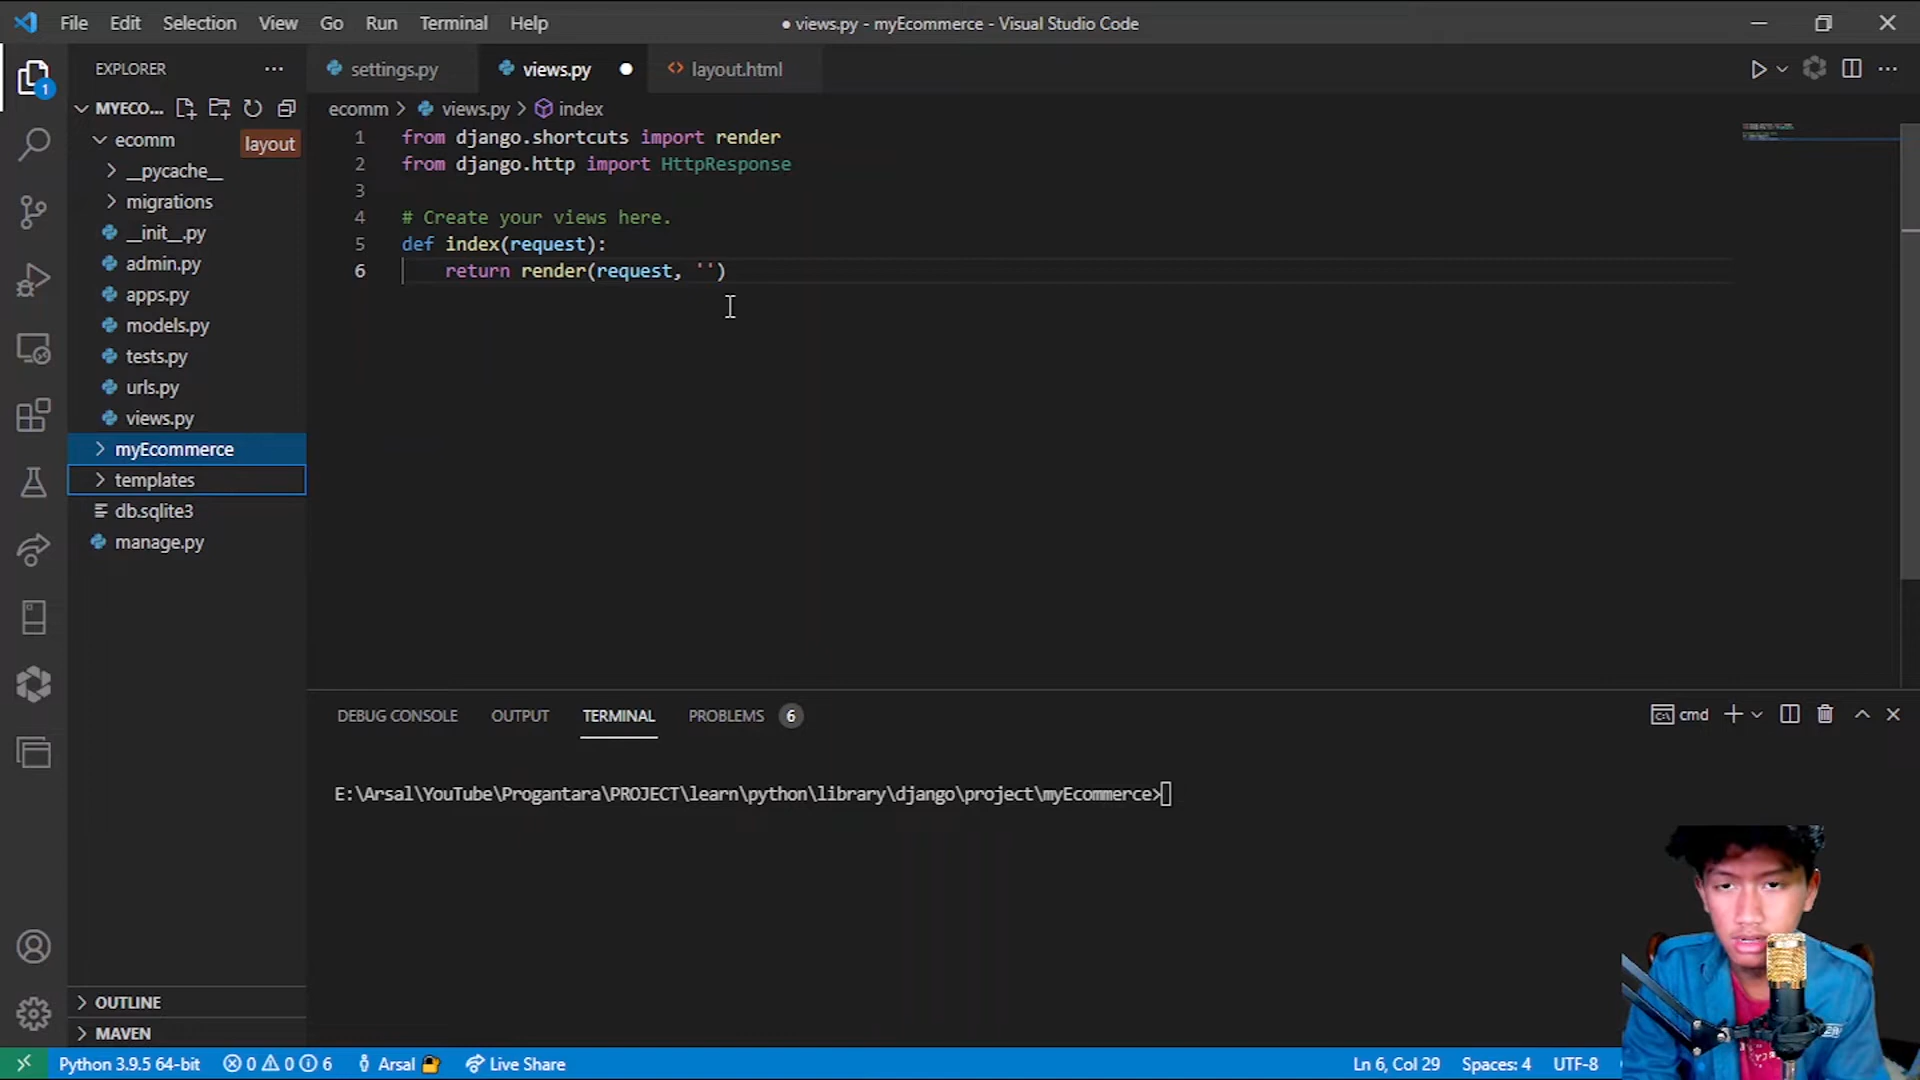 File Edit Selection View Go Run Terminal Help
● views.py - myEcommerce - Visual Studio Code
EXPLORER ···
settings.py
views.py
<> layout.html
1
MYECO...
ecomm > views.py > index
ecomm
layout
__pycache__
migrations
__init__.py
admin.py
apps.py
models.py
tests.py
urls.py
views.py
myEcommerce
templates
db.sqlite3
manage.py
1 from django.shortcuts import render
2 from django.http import HttpResponse
3
4 # Create your views here.
5 def index(request):
6 return render(request, '')
DEBUG CONSOLE OUTPUT TERMINAL PROBLEMS 6
cmd
E:\Arsal\YouTube\Progantara\PROJECT\learn\python\library\django\project\myEcommerce>
OUTLINE
MAVEN
Python 3.9.5 64-bit 0 0 6 Arsal Live Share Ln 6, Col 29 Spaces: 4 UTF-8